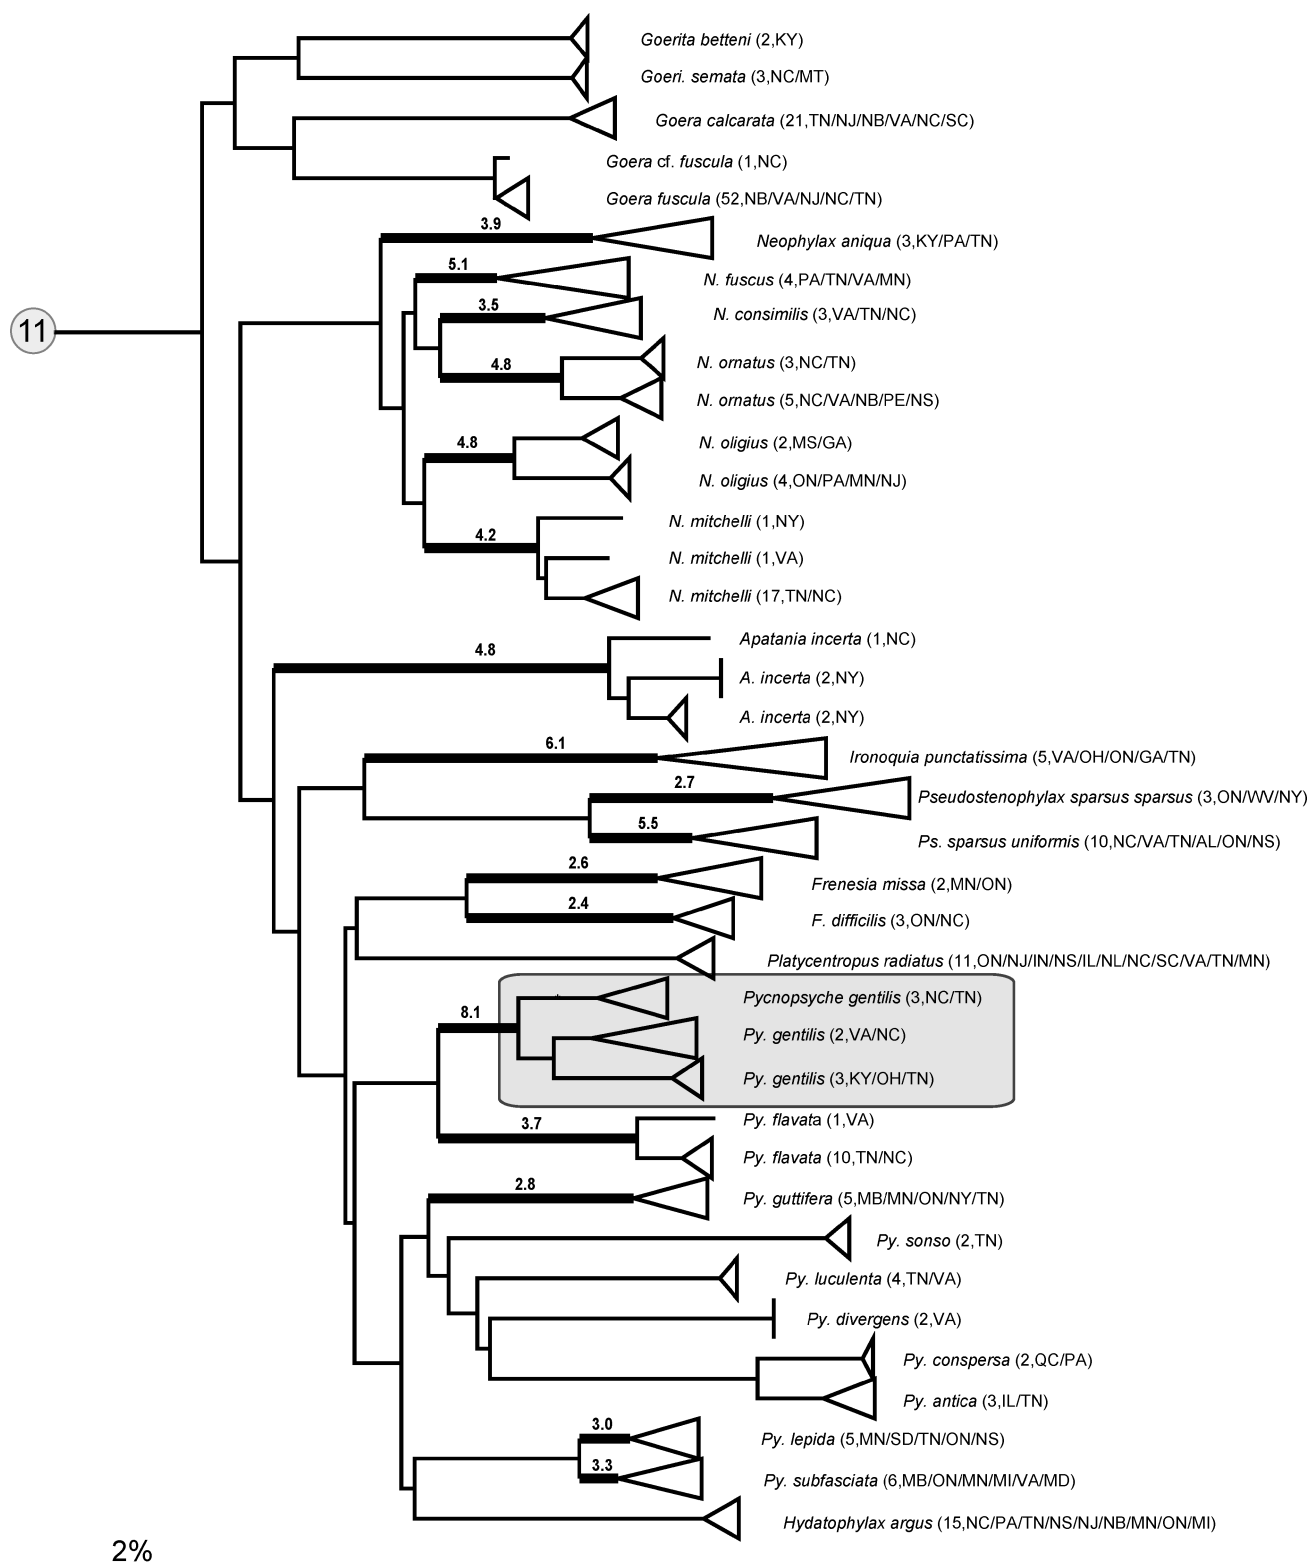 Goerita betteni (2,KY)
Goeri. semata (3,NC/MT)
Goera calcarata (21,TN/NJ/NB/VA/NC/SC)
Goera cf. fuscula (1,NC)
Goera fuscula (52,NB/VA/NJ/NC/TN)
3.9
Neophylax aniqua (3,KY/PA/TN)
5.1
N. fuscus (4,PA/TN/VA/MN)
3.5
N. consimilis (3,VA/TN/NC)
11
4.8
N. ornatus (3,NC/TN)
N. ornatus (5,NC/VA/NB/PE/NS)
4.8
N. oligius (2,MS/GA)
N. oligius (4,ON/PA/MN/NJ)
N. mitchelli (1,NY)
4.2
N. mitchelli (1,VA)
N. mitchelli (17,TN/NC)
Apatania incerta (1,NC)
4.8
A. incerta (2,NY)
A. incerta (2,NY)
6.1
Ironoquia punctatissima (5,VA/OH/ON/GA/TN)
2.7
Pseudostenophylax sparsus sparsus (3,ON/WV/NY)
5.5
Ps. sparsus uniformis (10,NC/VA/TN/AL/ON/NS)
2.6
Frenesia missa (2,MN/ON)
2.4
F. difficilis (3,ON/NC)
Platycentropus radiatus (11,ON/NJ/IN/NS/IL/NL/NC/SC/VA/TN/MN)
Pycnopsyche gentilis (3,NC/TN)
8.1
Py. gentilis (2,VA/NC)
Py. gentilis (3,KY/OH/TN)
Py. flavata (1,VA)
3.7
Py. flavata (10,TN/NC)
2.8
Py. guttifera (5,MB/MN/ON/NY/TN)
Py. sonso (2,TN)
Py. luculenta (4,TN/VA)
Py. divergens (2,VA)
Py. conspersa (2,QC/PA)
Py. antica (3,IL/TN)
3.0
Py. lepida (5,MN/SD/TN/ON/NS)
3.3
Py. subfasciata (6,MB/ON/MN/MI/VA/MD)
Hydatophylax argus (15,NC/PA/TN/NS/NJ/NB/MN/ON/MI)
2%